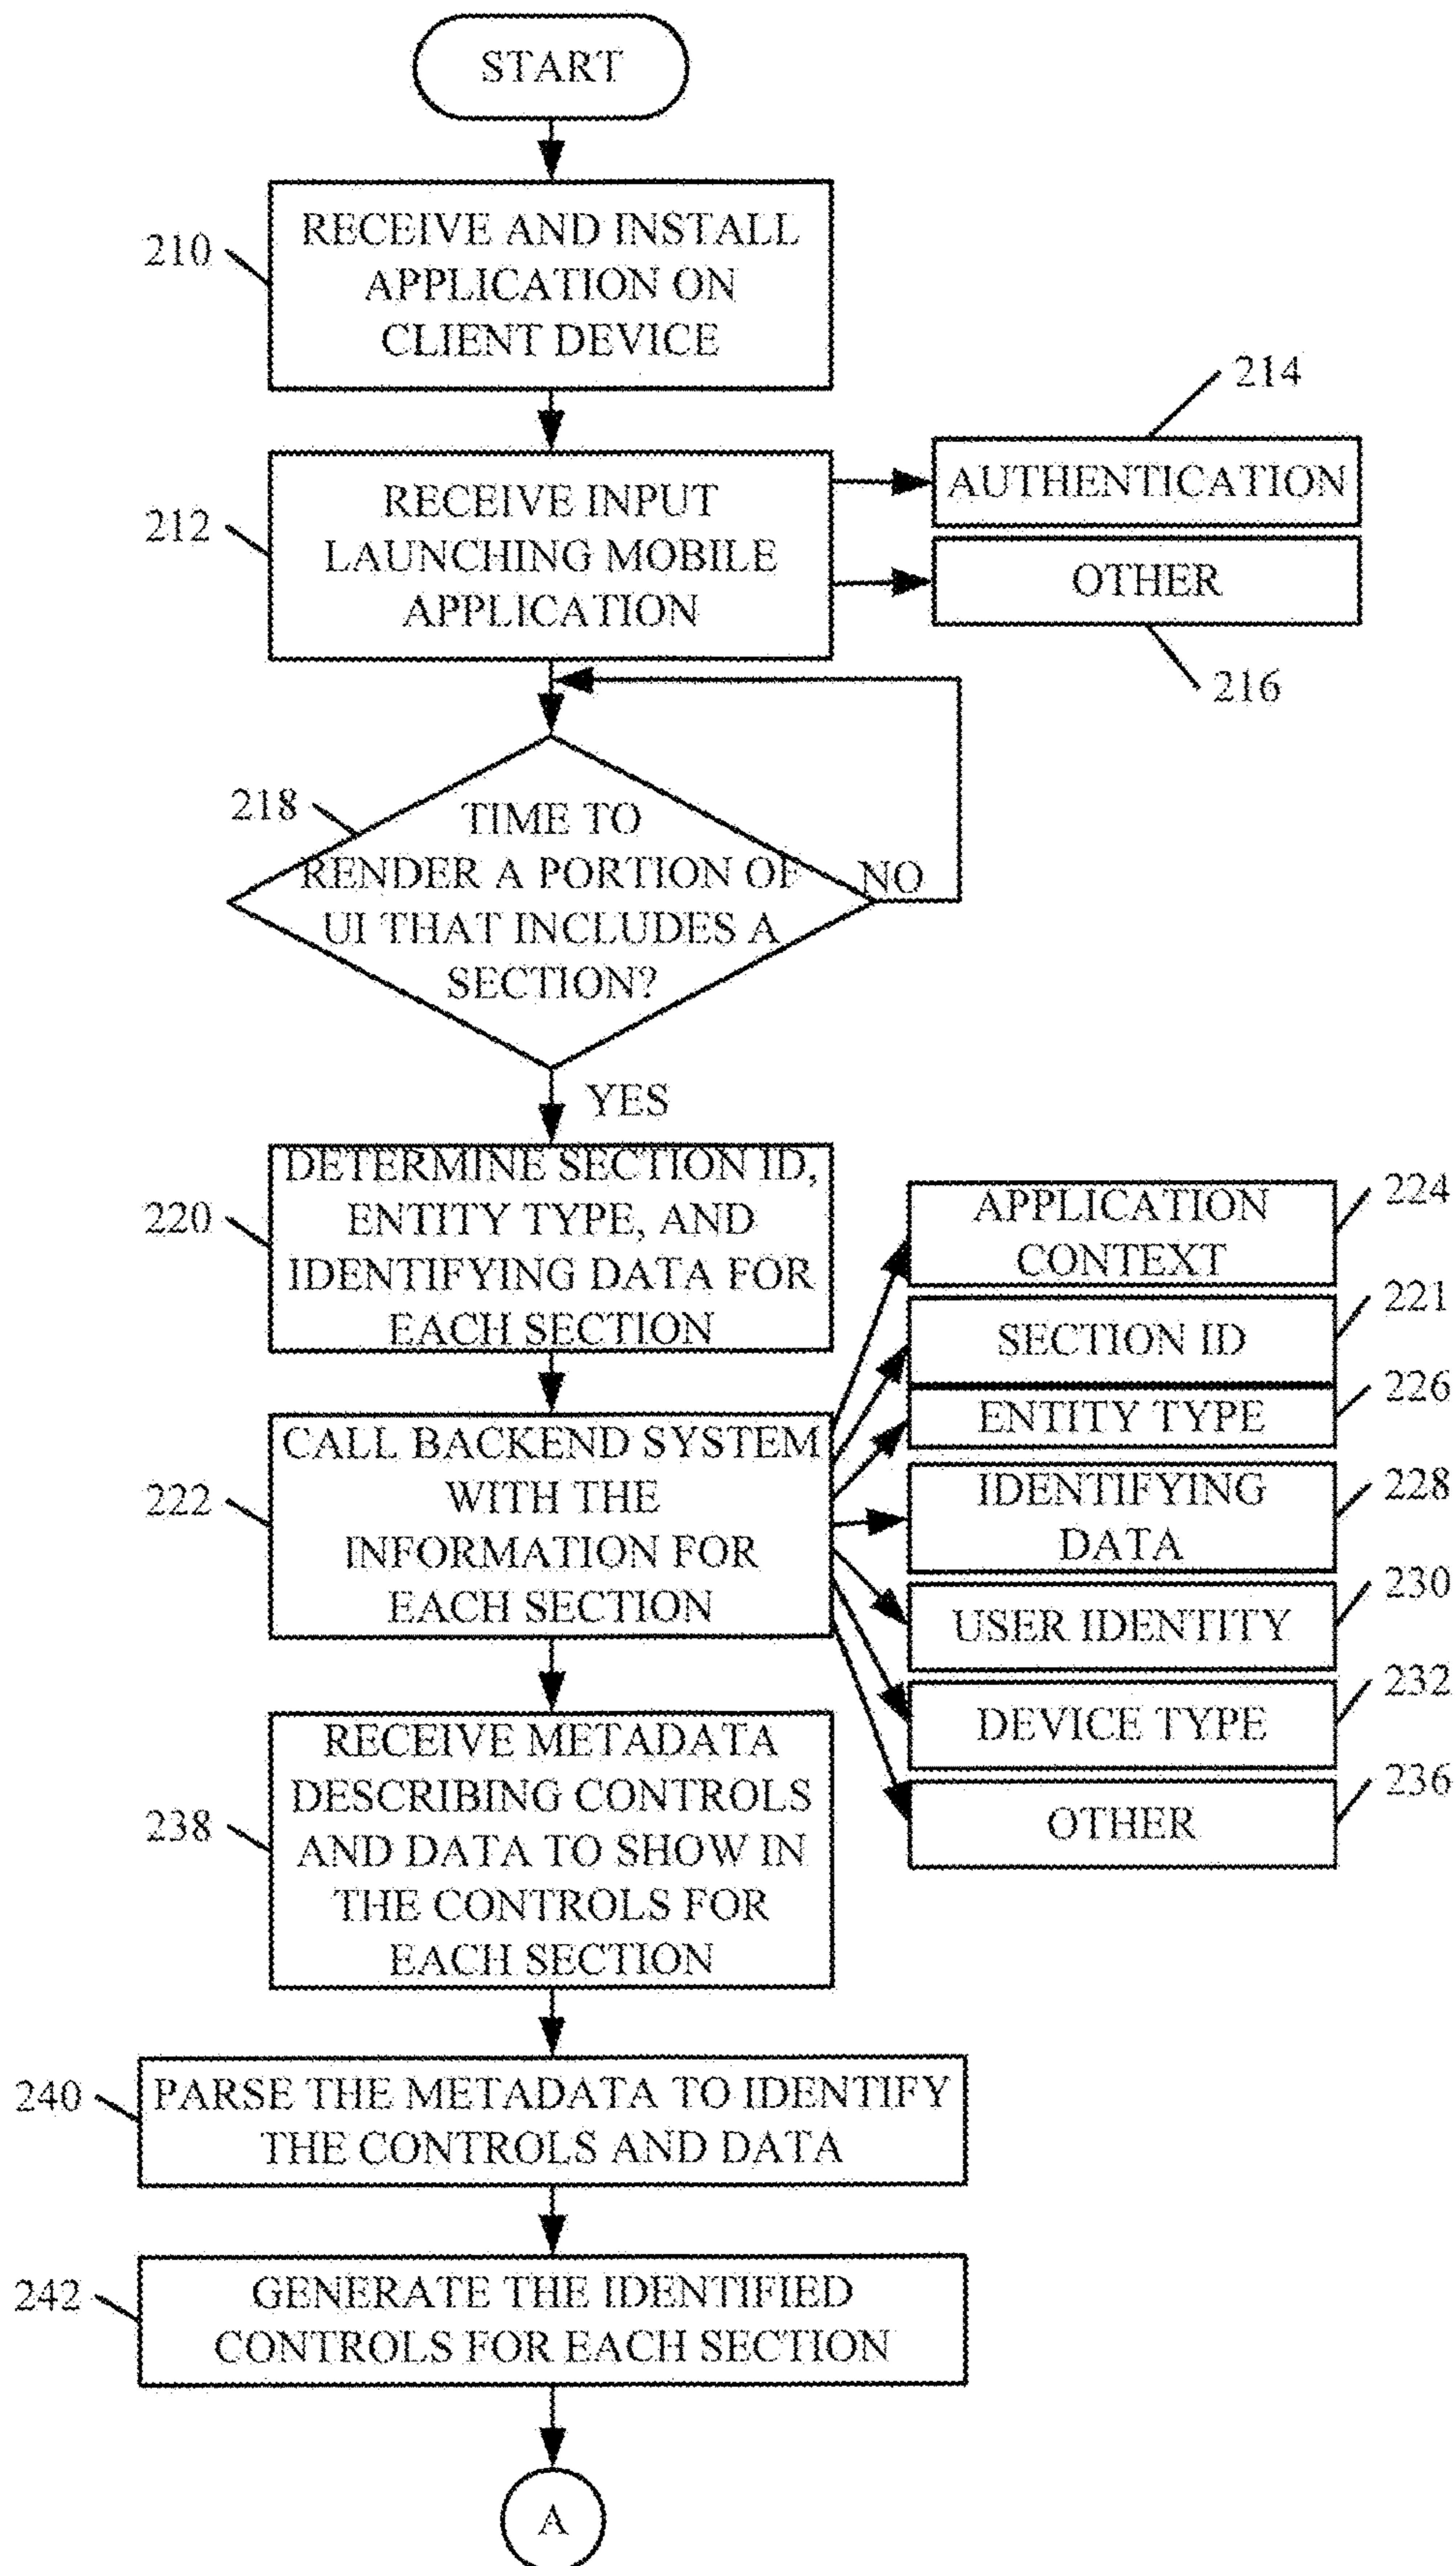 START
210
RECEIVE AND INSTALL
APPLICATION ON
CLIENT DEVICE
212
RECEIVE INPUT
LAUNCHING MOBILE
APPLICATION
214
AUTHENTICATION
OTHER
216
218
TIME TO
RENDER A PORTION OF
UI THAT INCLUDES A
SECTION?
NO
YES
220
DETERMINE SECTION ID,
ENTITY TYPE, AND
IDENTIFYING DATA FOR
EACH SECTION
222
CALL BACKEND SYSTEM
WITH THE
INFORMATION FOR
EACH SECTION
224
APPLICATION
CONTEXT
221
SECTION ID
226
ENTITY TYPE
228
IDENTIFYING
DATA
230
USER IDENTITY
232
DEVICE TYPE
236
OTHER
238
RECEIVE METADATA
DESCRIBING CONTROLS
AND DATA TO SHOW IN
THE CONTROLS FOR
EACH SECTION
240
PARSE THE METADATA TO IDENTIFY
THE CONTROLS AND DATA
242
GENERATE THE IDENTIFIED
CONTROLS FOR EACH SECTION
A